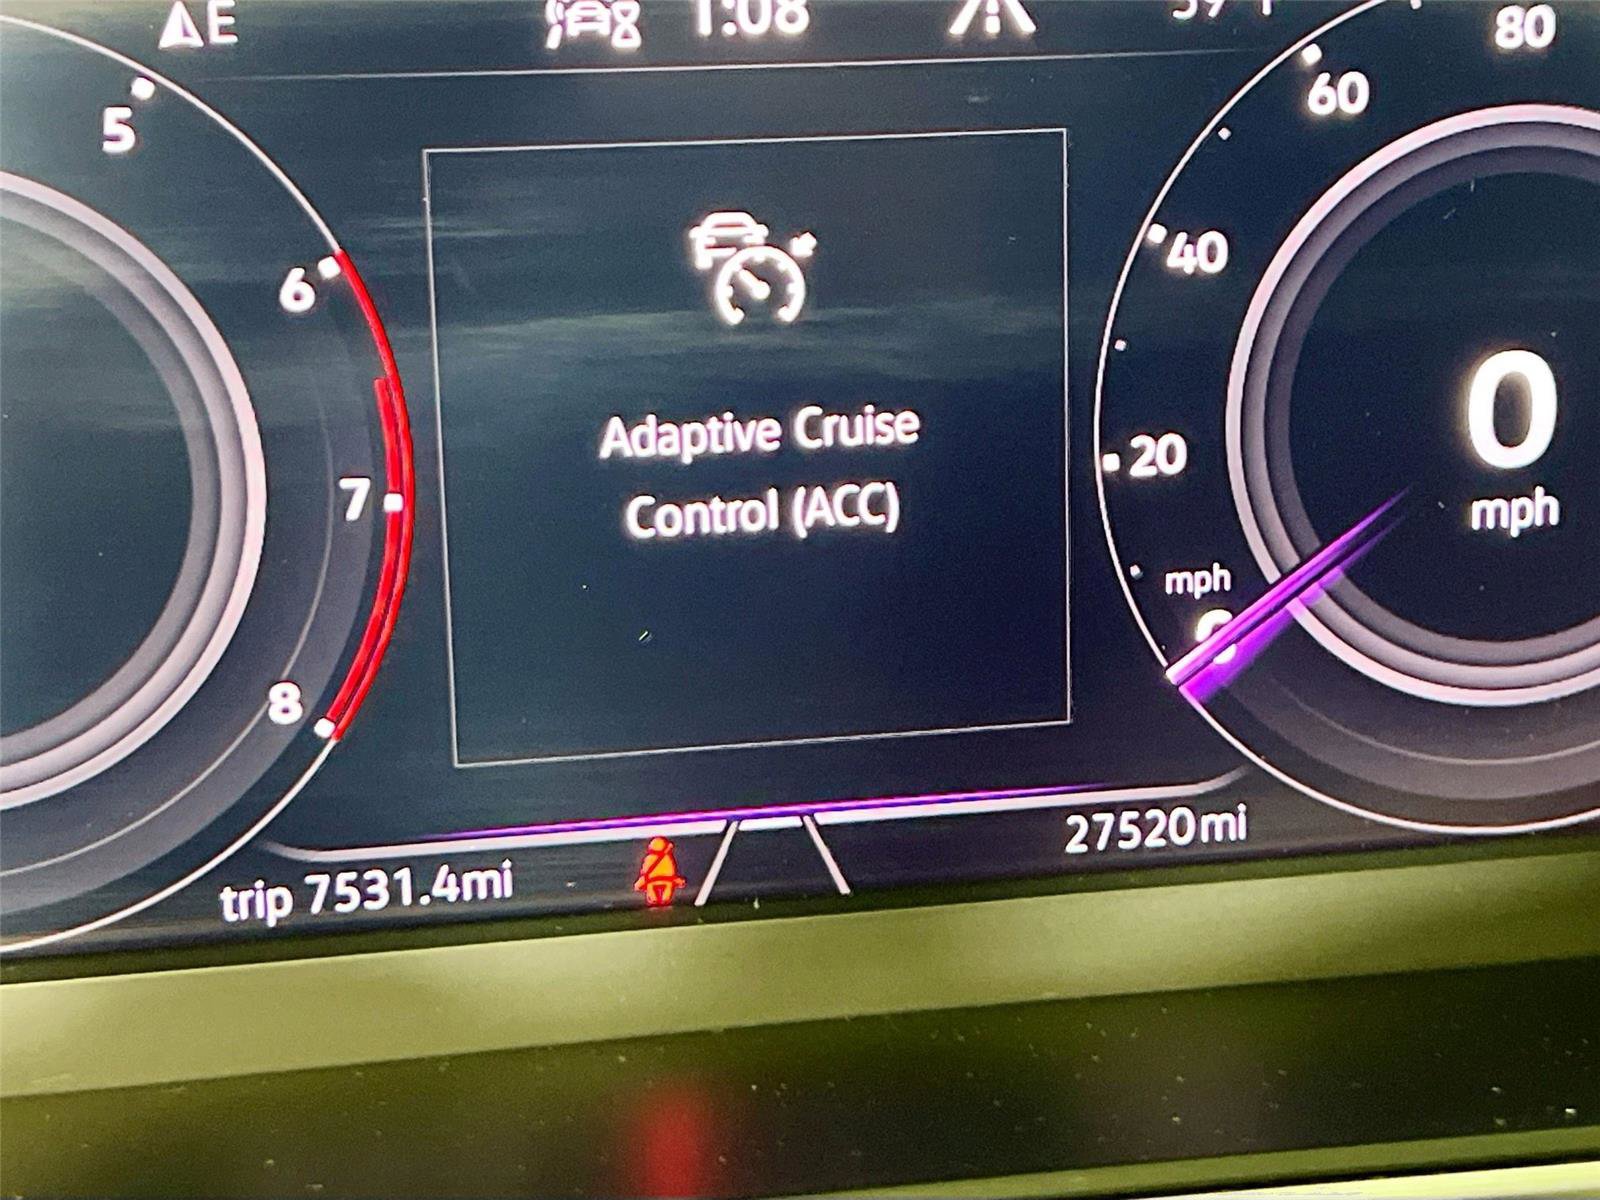 E
1:08
5
6
7
8
Adaptive Cruise
Control (ACC)
80
60
40
20
mph
0
mph
trip 7531.4mi
27520mi